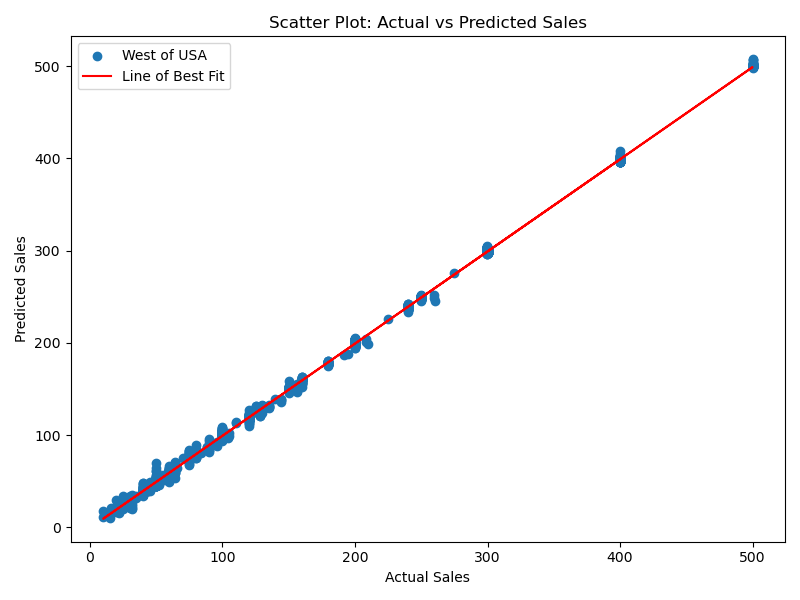 Scatter Plot: Actual vs Predicted Sales
West of USA
Line of Best Fit
Predicted Sales
500
400
300
200
100
0
0 100 200 300 400 500
Actual Sales